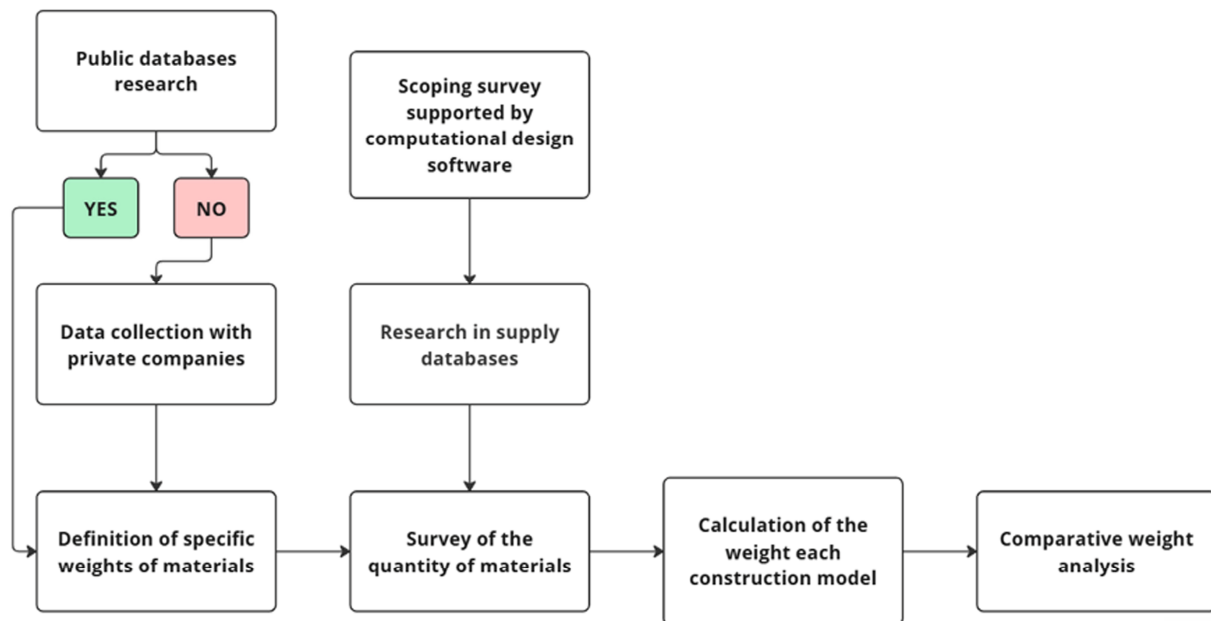 Public databases
research
Scoping survey
supported by
computational design
software
YES
NO
Data collection with
private companies
Research in supply
databases
Definition of specific
weights of materials
Survey of the
quantity of materials
Calculation of the
weight each
construction model
Comparative weight
analysis